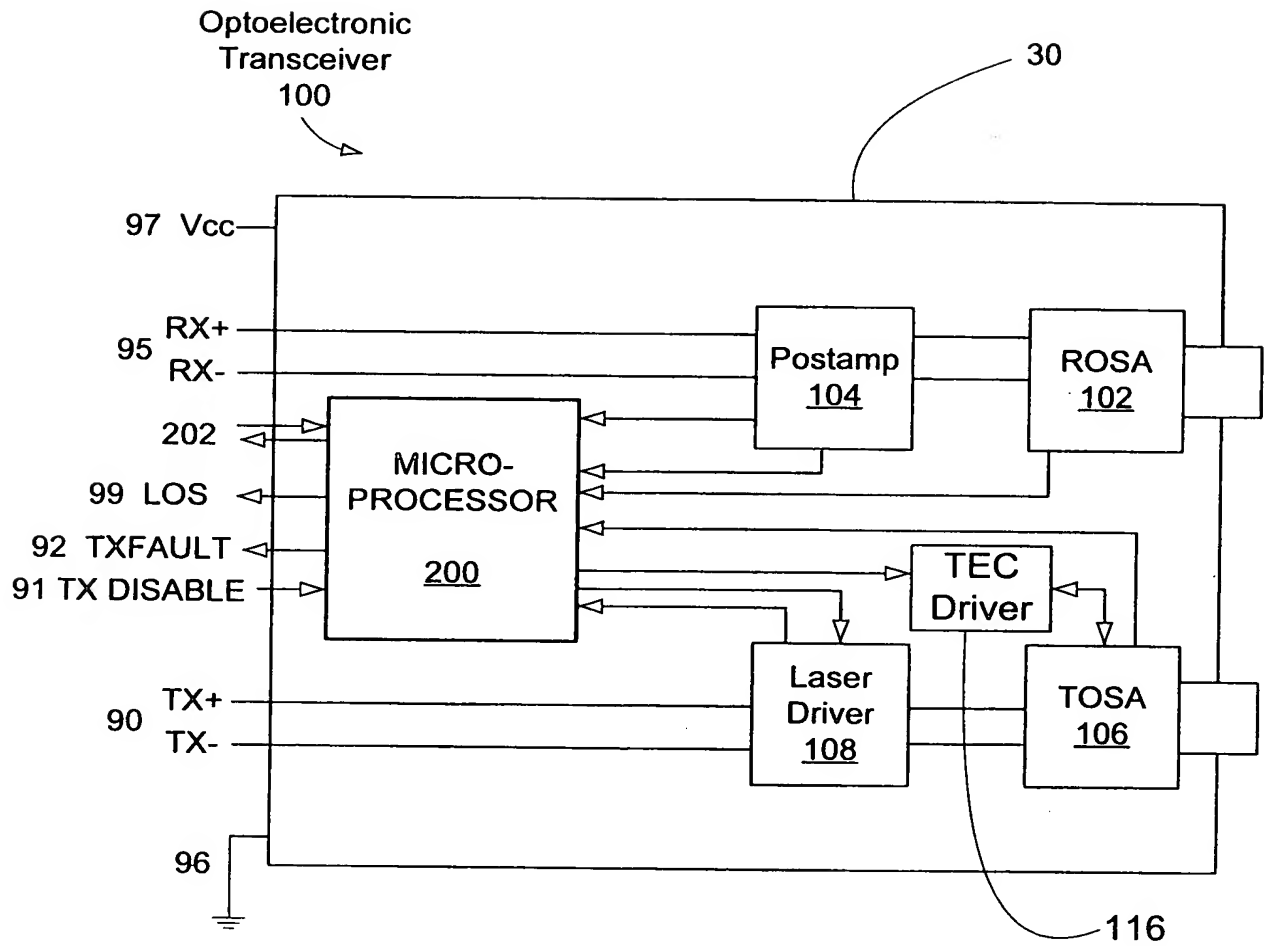 Optoelectronic
Transceiver
100
30
97 Vcc
95
RX+
RX-
Postamp
104
ROSA
102
202
99 LOS
92 TXFAULT
91 TX DISABLE
MICRO-
PROCESSOR
200
TEC
Driver
90
TX+
TX-
Laser
Driver
108
TOSA
106
96
116